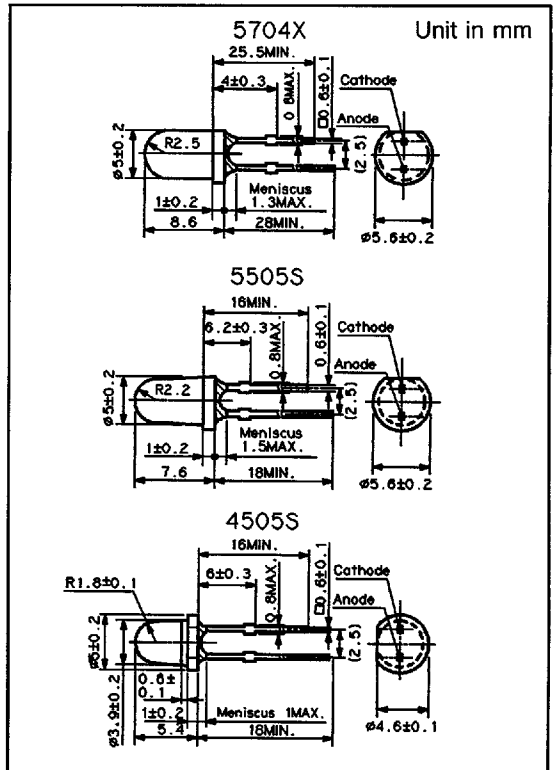 5704X
Unit in mm
25.5MIN.
4±0.3
0.8MAX.
□0.6±0.1
Cathode
Anode
ø5±0.2
R2.5
(2.5)
1±0.2
Meniscus
1.3MAX.
8.6
28MIN.
ø5.6±0.2
5505S
16MIN.
6.2±0.3
0.8MAX.
0.6±0.1
Cathode
Anode
ø5±0.2
R2.2
(2.5)
Meniscus
1±0.2
1.5MAX.
7.6
18MIN.
ø5.6±0.2
4505S
16MIN.
R1.8±0.1
6±0.3
0.8MAX.
□0.6±0.1
Cathode
Anode
ø5±0.2
ø3.9±0.2
(2.5)
0.6±
0.1
1±0.2
Meniscus 1MAX.
5.4
18MIN.
ø4.6±0.1